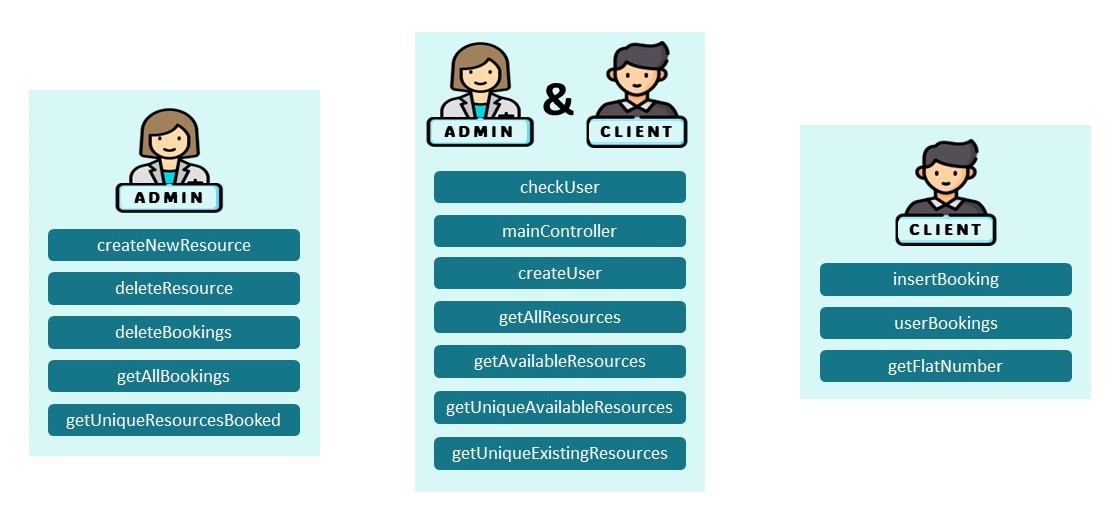 ADMIN
createNewResource
deleteResource
deleteBookings
getAllBookings
getUniqueResourcesBooked
ADMIN & CLIENT
checkUser
mainController
createUser
getAllResources
getAvailableResources
getUniqueAvailableResources
getUniqueExistingResources
CLIENT
insertBooking
userBookings
getFlatNumber